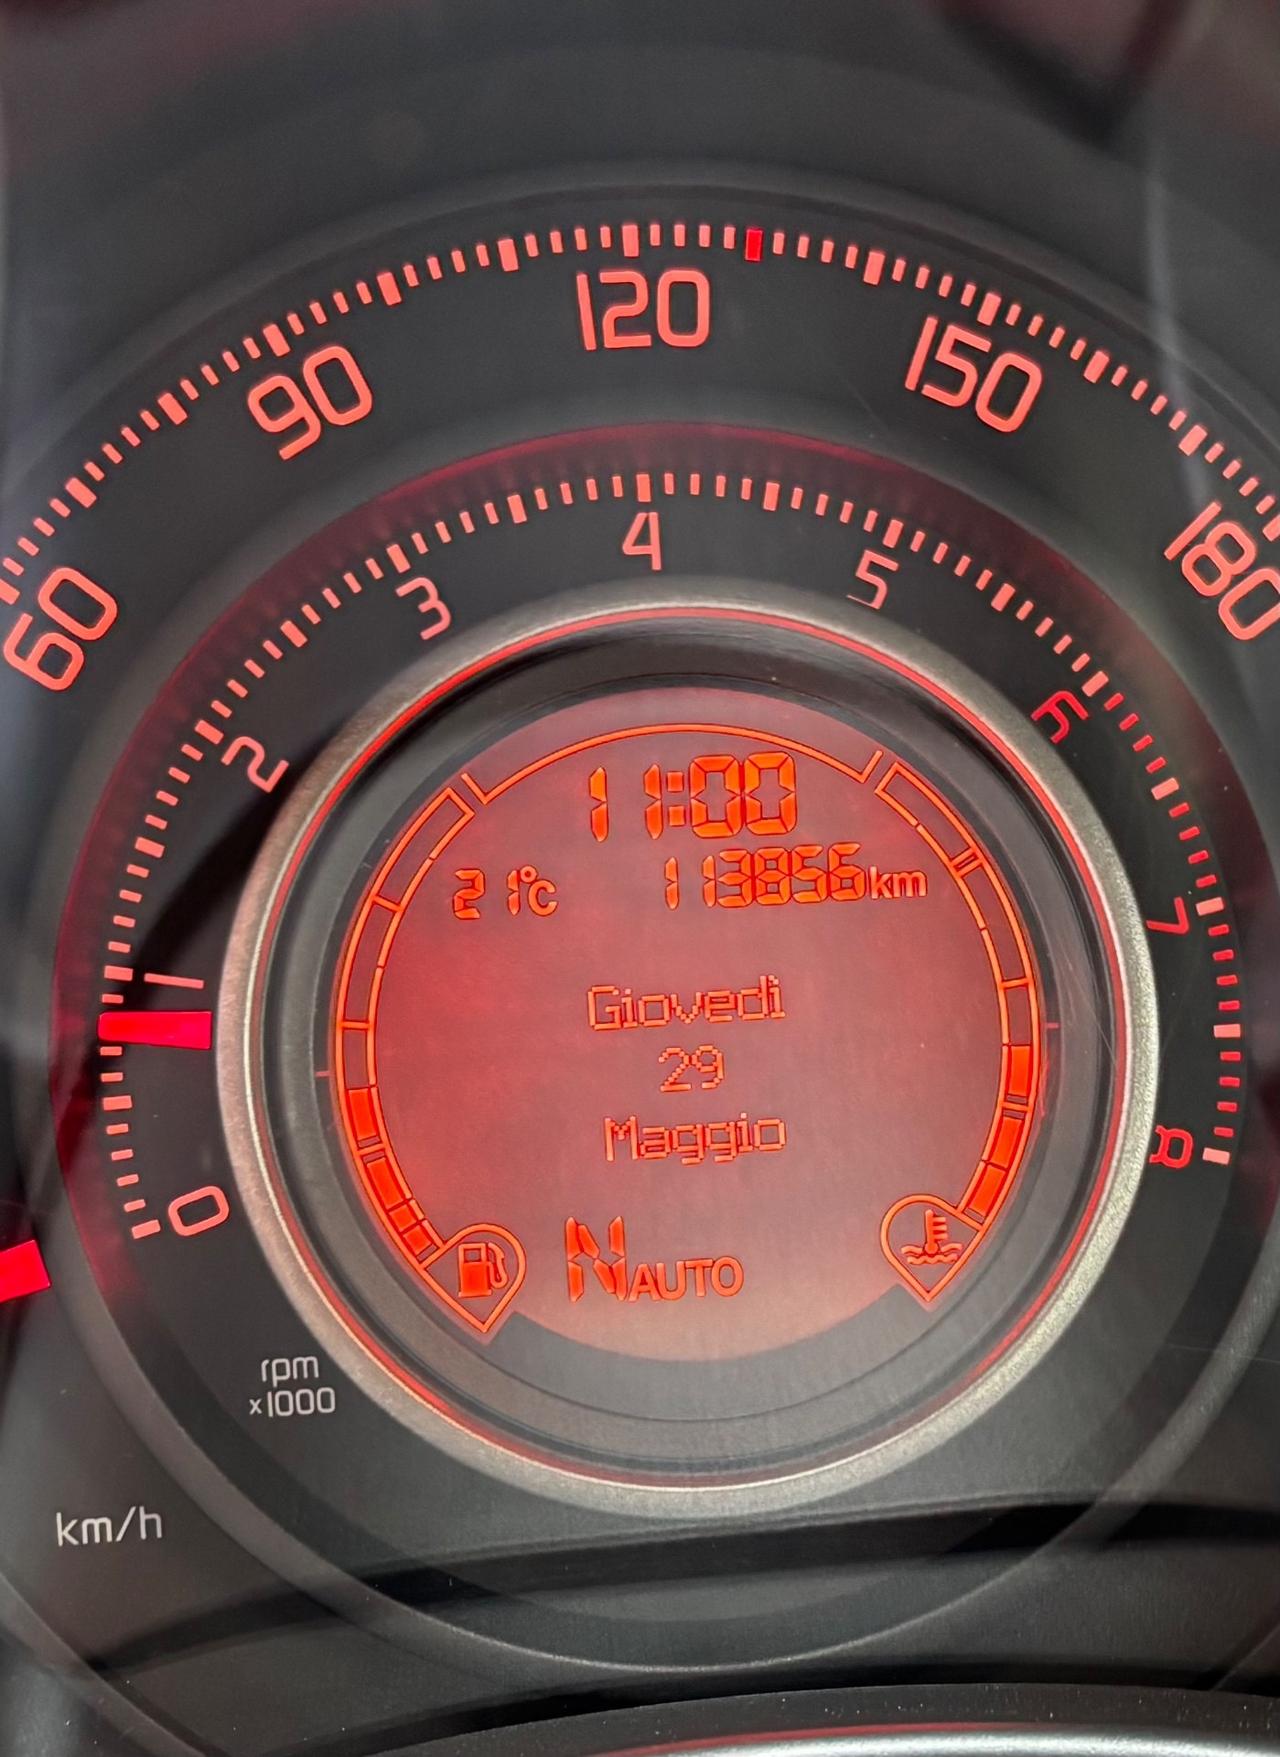 60 90 120 150 180
0 1 2 3 4 5 6 7 8
11:00
21°C 113856km
Giovedì
29
Maggio
N AUTO
rpm
x1000
km/h